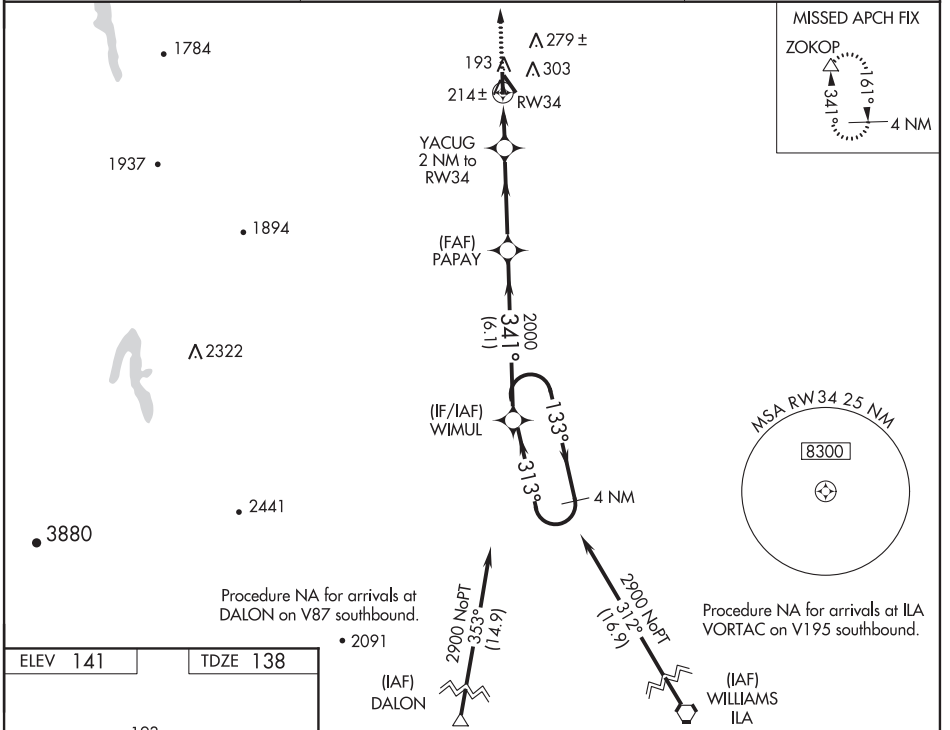 MISSED APCH FIX
ZOKOP
341°
161°
4 NM
1784
279 ±
193
303
214 ±
RW34
YACUG
2 NM to
RW34
1937
1894
(FAF)
PAPAY
2000
341°
(6.1)
2322
(IF/IAF)
WIMUL
133°
313°
4 NM
MSA RW34 25 NM
8300
2441
3880
Procedure NA for arrivals at
DALON on V87 southbound.
2091
2900 NoPT
353°
(14.9)
2900 NoPT
312°
(16.9)
Procedure NA for arrivals at ILA
VORTAC on V195 southbound.
ELEV 141
TDZE 138
(IAF)
DALON
(IAF)
WILLIAMS
ILA